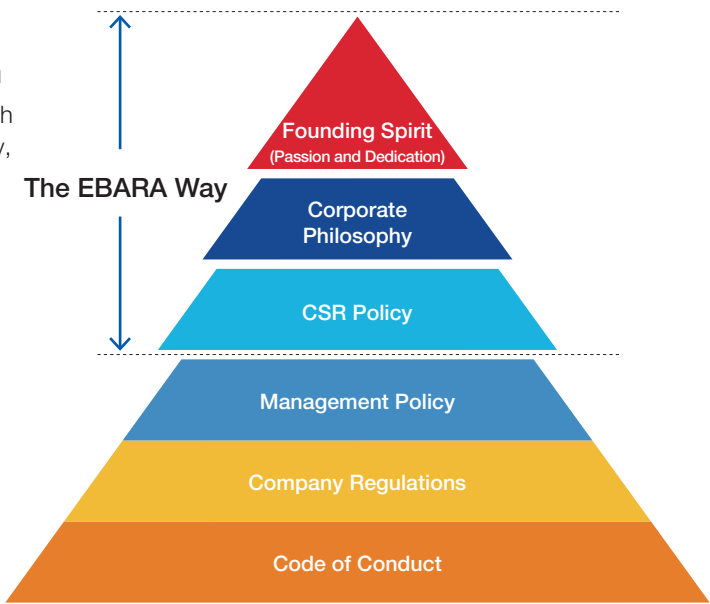 Founding Spirit
(Passion and Dedication)
The EBARA Way
Corporate
Philosophy
CSR Policy
Management Policy
Company Regulations
Code of Conduct